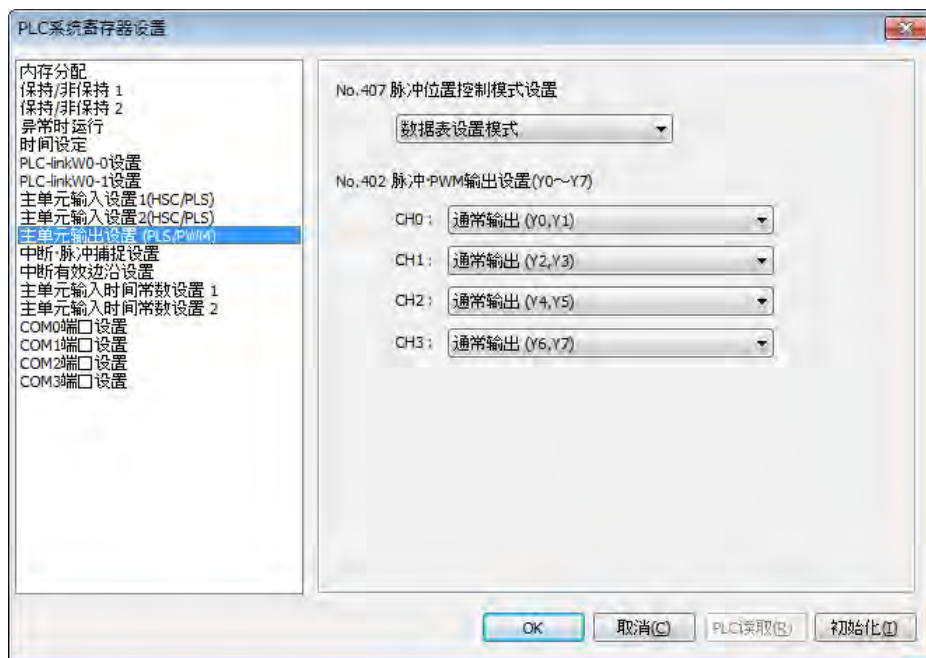 PLC系统寄存器设置
内存分配
保持/非保持 1
保持/非保持 2
异常时运行
时间设定
PLC-linkW0-0设置
PLC-linkW0-1设置
主单元输入设置1(HSC/PLS)
主单元输入设置2(HSC/PLS)
主单元输出设置 (PLS/PWM)
中断·脉冲捕捉设置
中断有效边沿设置
主单元输入时间常数设置 1
主单元输入时间常数设置 2
COM0端口设置
COM1端口设置
COM2端口设置
COM3端口设置
No.407 脉冲位置控制模式设置
数据表设置模式
No.402 脉冲·PWM输出设置(Y0～Y7)
CH0： 通常输出 (Y0,Y1)
CH1： 通常输出 (Y2,Y3)
CH2： 通常输出 (Y4,Y5)
CH3： 通常输出 (Y6,Y7)
OK 取消(C) PLC读取(R) 初始化(I)